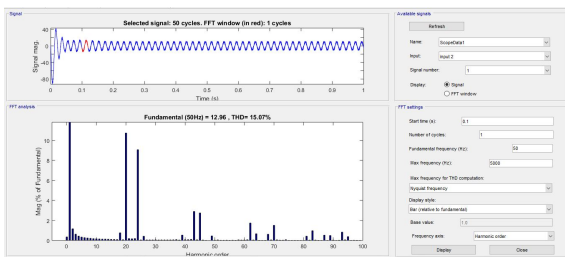 Signal
Selected signal: 50 cycles. FFT window (in red): 1 cycles
Signal mag.
40
0
-40
-80
0 0.1 0.2 0.3 0.4 0.5 0.6 0.7 0.8 0.9 1
Time (s)
FFT analysis
Fundamental (50Hz) = 12.96 , THD= 15.07%
Mag (% of Fundamental)
10
8
6
4
2
0
0 10 20 30 40 50 60 70 80 90 100
Harmonic order
Available signals
Refresh
Name: ScopeData1
Input: input 2
Signal number: 1
Display: Signal
FFT window
FFT settings
Start time (s): 0.1
Number of cycles: 1
Fundamental frequency (Hz): 50
Max frequency (Hz): 5000
Max frequency for THD computation:
Nyquist frequency
Display style:
Bar (relative to fundamental)
Base value: 1.0
Frequency axis: Harmonic order
Display Close